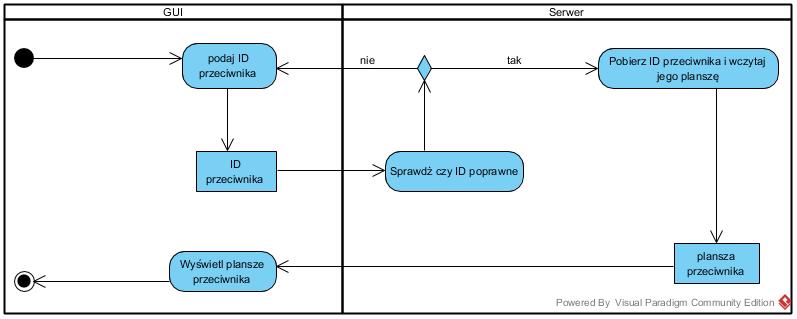 GUI
Serwer
podaj ID
przeciwnika
nie
tak
Pobierz ID przeciwnika i wczytaj
jego planszę
ID
przeciwnika
Sprawdż czy ID poprawne
Wyświetl plansze
przeciwnika
plansza
przeciwnika
Powered By Visual Paradigm Community Edition